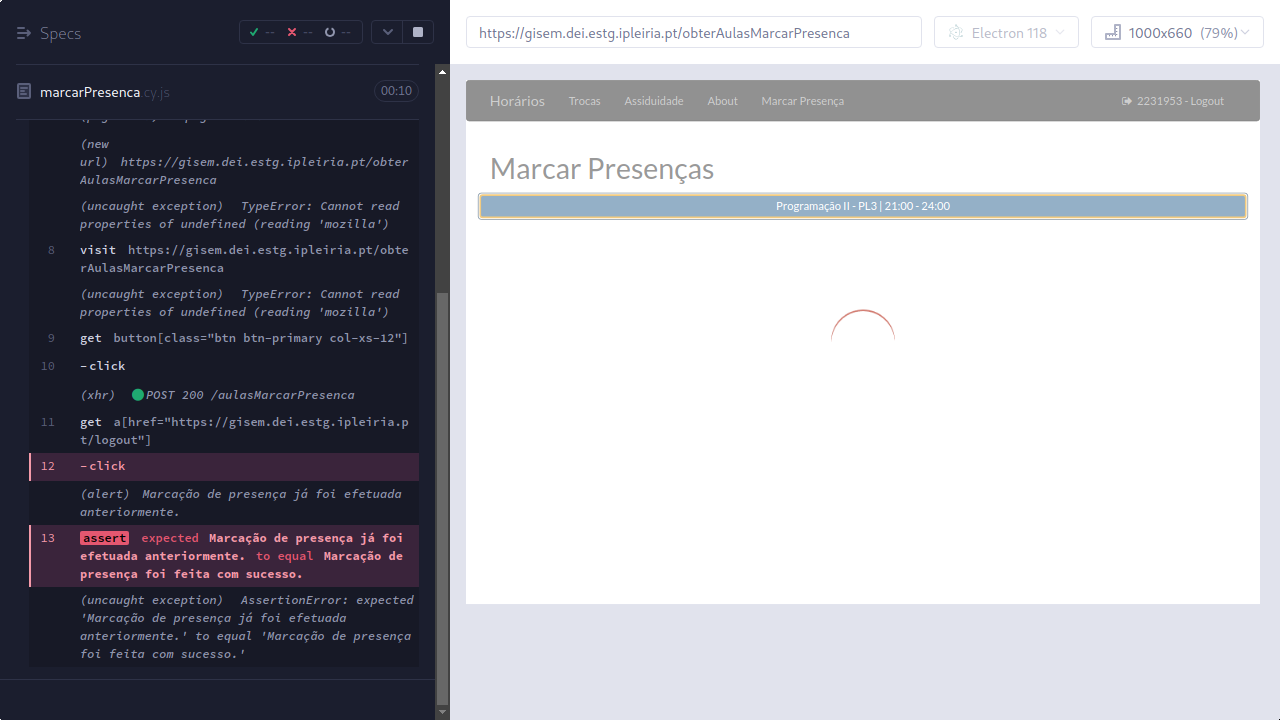 Specs
-- -- --
marcarPresenca.cy.js 00:10
(new
url) https://gisem.dei.estg.ipleiria.pt/obter
AulasMarcarPresenca
(uncaught exception) TypeError: Cannot read
properties of undefined (reading 'mozilla')
8 visit https://gisem.dei.estg.ipleiria.pt/obte
rAulasMarcarPresenca
(uncaught exception) TypeError: Cannot read
properties of undefined (reading 'mozilla')
9 get button[class="btn btn-primary col-xs-12"]
10 -click
(xhr) POST 200 /aulasMarcarPresenca
11 get a[href="https://gisem.dei.estg.ipleiria.p
t/logout"]
12 -click
(alert) Marcação de presença já foi efetuada
anteriormente.
13 assert expected Marcação de presença já foi
efetuada anteriormente. to equal Marcação de
presença foi feita com sucesso.
(uncaught exception) AssertionError: expected
'Marcação de presença já foi efetuada
anteriormente.' to equal 'Marcação de presença
foi feita com sucesso.'
https://gisem.dei.estg.ipleiria.pt/obterAulasMarcarPresenca
Electron 118
1000x660 (79%)
Horários Trocas Assiduidade About Marcar Presença 2231953 - Logout
Marcar Presenças
Programação II - PL3 | 21:00 - 24:00